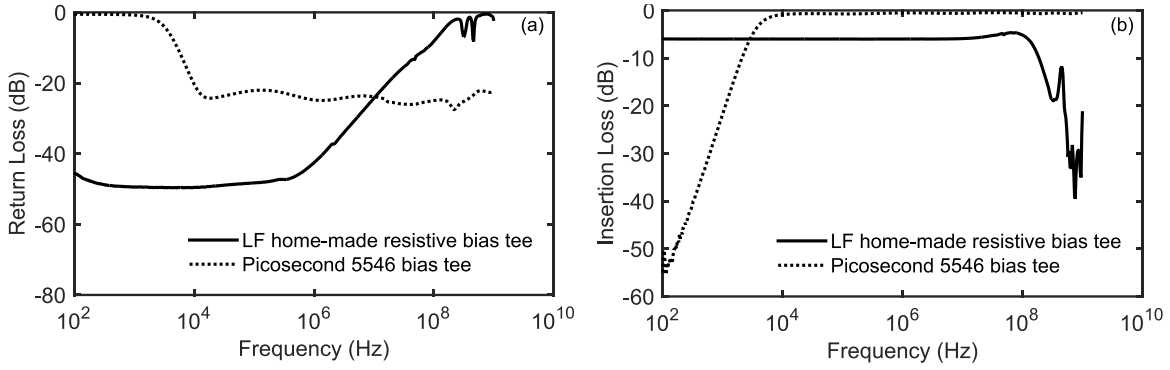 0
-20
-40
-60
-80
Return Loss (dB)
(a)
LF home-made resistive bias tee
Picosecond 5546 bias tee
10^2
10^4
10^6
10^8
10^10
Frequency (Hz)
0
-10
-20
-30
-40
-50
-60
Insertion Loss (dB)
(b)
LF home-made resistive bias tee
Picosecond 5546 bias tee
10^2
10^4
10^6
10^8
10^10
Frequency (Hz)